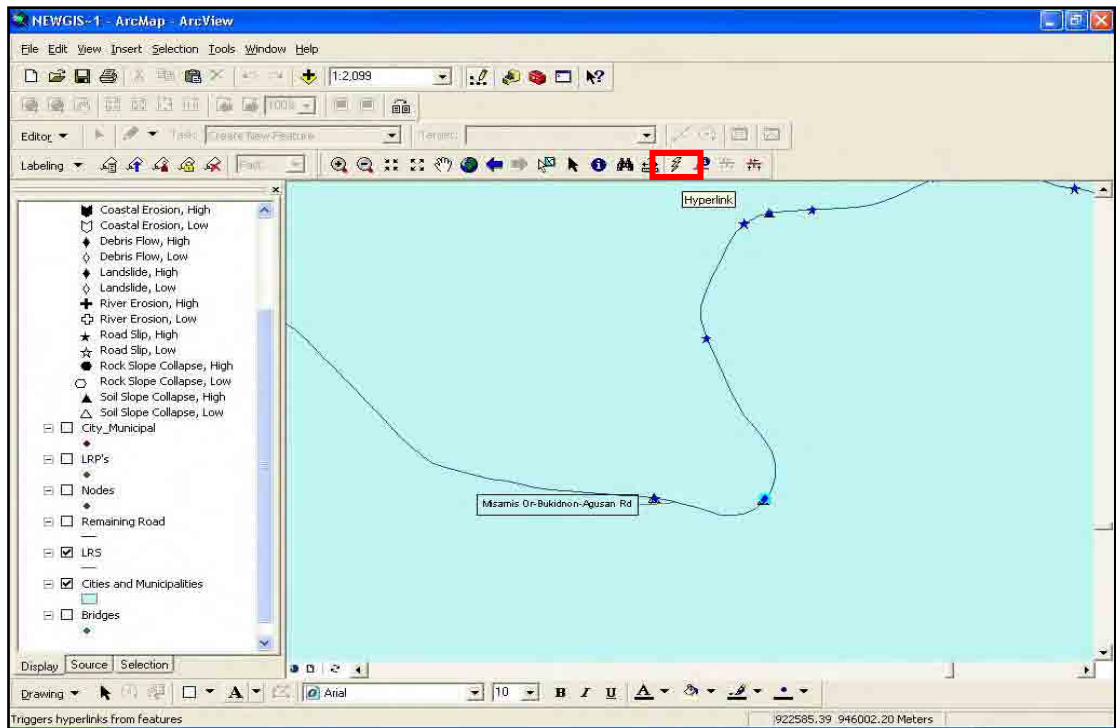 NEWGIS~1 - ArcMap - ArcView
File Edit View Insert Selection Tools Window Help
1:2,099
100%
Editor Task: Create New Feature Target:
Labeling Fast
Hyperlink
Coastal Erosion, High
Coastal Erosion, Low
Debris Flow, High
Debris Flow, Low
Landslide, High
Landslide, Low
River Erosion, High
River Erosion, Low
Road Slip, High
Road Slip, Low
Rock Slope Collapse, High
Rock Slope Collapse, Low
Soil Slope Collapse, High
Soil Slope Collapse, Low
City_Municipal
LRP's
Nodes
Remaining Road
LRS
Cities and Municipalities
Bridges
Misamis Or-Bukidnon-Agusan Rd
Display Source Selection
Drawing A Arial 10 B I U A
Triggers hyperlinks from features 922585.39 946002.20 Meters